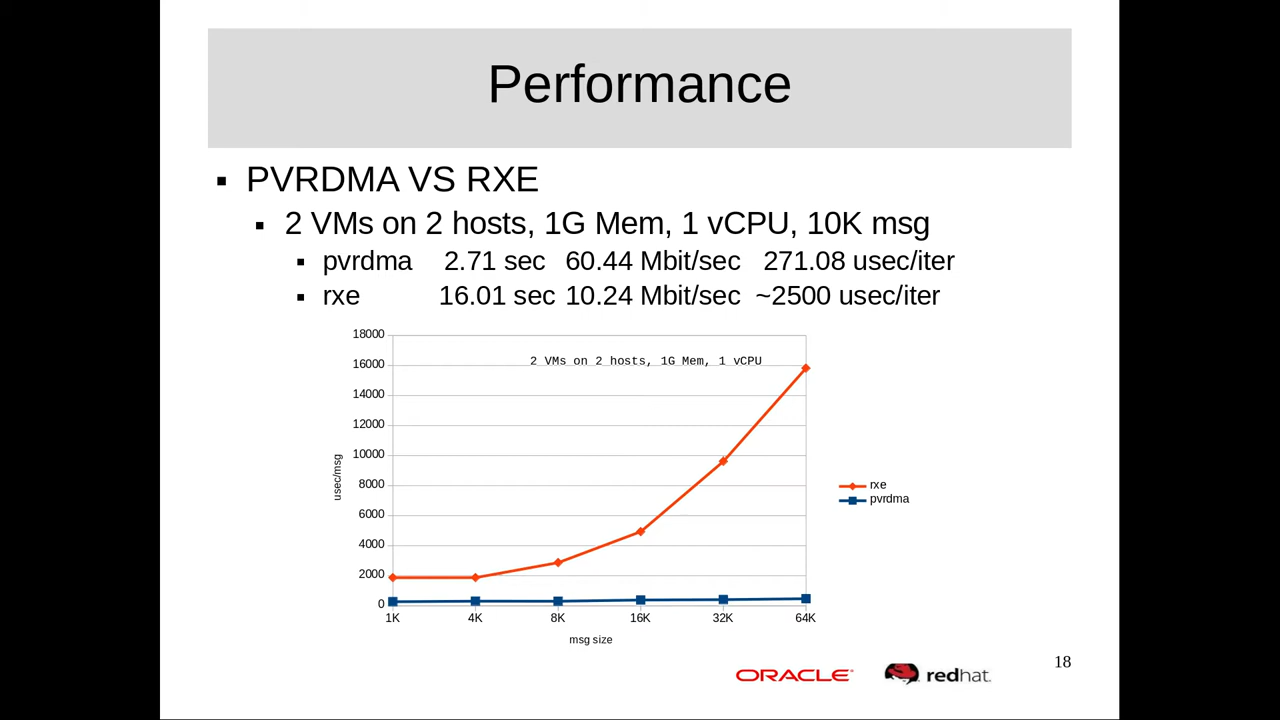 Performance
▪ PVRDMA VS RXE
▪ 2 VMs on 2 hosts, 1G Mem, 1 vCPU, 10K msg
▪ pvrdma 2.71 sec 60.44 Mbit/sec 271.08 usec/iter
▪ rxe 16.01 sec 10.24 Mbit/sec ~2500 usec/iter
2 VMs on 2 hosts, 1G Mem, 1 vCPU
18000
16000
14000
12000
10000
8000
6000
4000
2000
0
usec/msg
1K 4K 8K 16K 32K 64K
msg size
rxe
pvrdma
ORACLE® redhat.
18